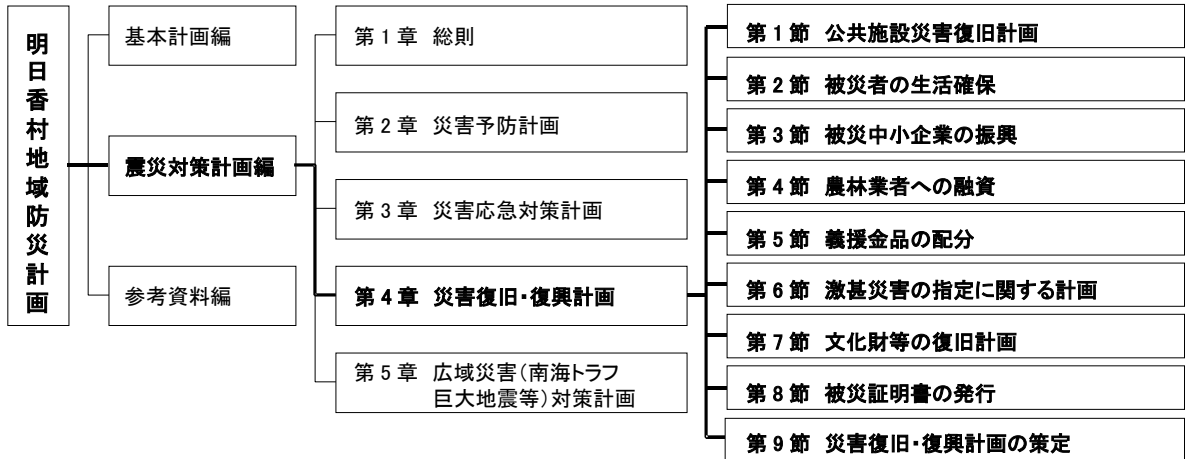 明日香村地域防災計画
基本計画編
震災対策計画編
参考資料編
第1章 総則
第2章 災害予防計画
第3章 災害応急対策計画
第4章 災害復旧・復興計画
第5章 広域災害(南海トラフ
巨大地震等)対策計画
第1節 公共施設災害復旧計画
第2節 被災者の生活確保
第3節 被災中小企業の振興
第4節 農林業者への融資
第5節 義援金品の配分
第6節 激甚災害の指定に関する計画
第7節 文化財等の復旧計画
第8節 被災証明書の発行
第9節 災害復旧・復興計画の策定